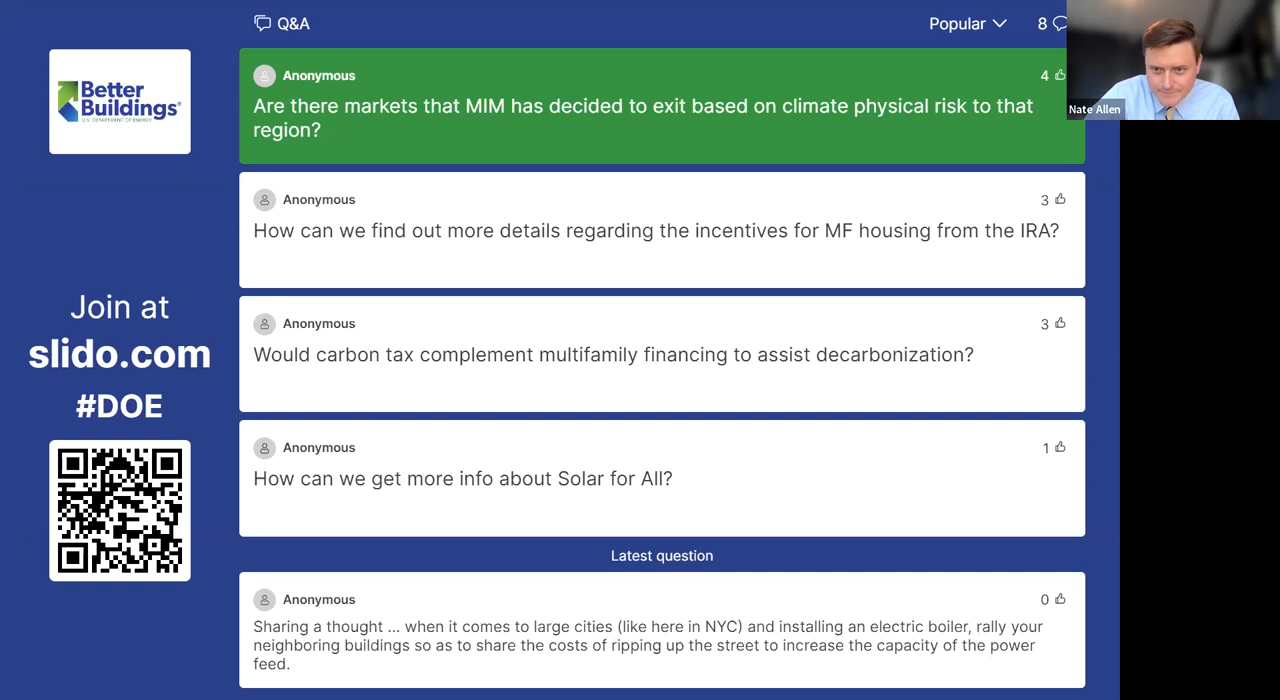 Q&A
Popular
8
Nate Allen
Better
Buildings®
U.S. DEPARTMENT OF ENERGY
Join at
slido.com
#DOE
Anonymous
4
Are there markets that MIM has decided to exit based on climate physical risk to that
region?
Anonymous
3
How can we find out more details regarding the incentives for MF housing from the IRA?
Anonymous
3
Would carbon tax complement multifamily financing to assist decarbonization?
Anonymous
1
How can we get more info about Solar for All?
Latest question
Anonymous
0
Sharing a thought ... when it comes to large cities (like here in NYC) and installing an electric boiler, rally your
neighboring buildings so as to share the costs of ripping up the street to increase the capacity of the power
feed.